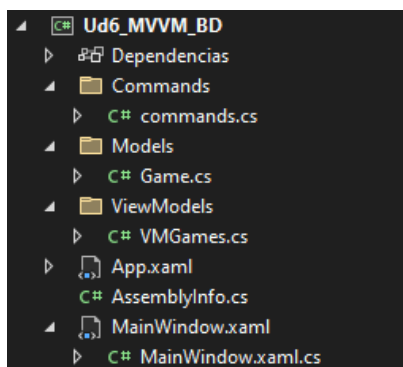 C# Ud6_MVVM_BD
Dependencias
Commands
C# commands.cs
Models
C# Game.cs
ViewModels
C# VMGames.cs
App.xaml
C# AssemblyInfo.cs
MainWindow.xaml
C# MainWindow.xaml.cs